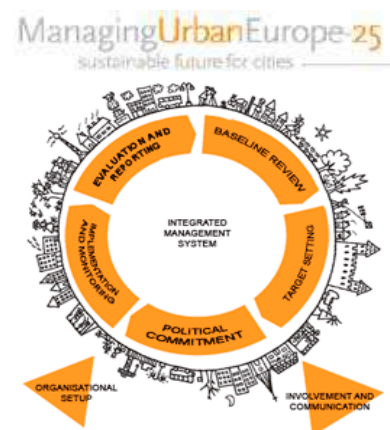 ManagingUrbanEurope-25
sustainable future for cities
EVALUATION AND
REPORTING
BASELINE REVIEW
INTEGRATED
MANAGEMENT
SYSTEM
IMPLEMENTATION
AND MONITORING
TARGET SETTING
POLITICAL
COMMITMENT
ORGANISATIONAL
SETUP
INVOLVEMENT AND
COMMUNICATION